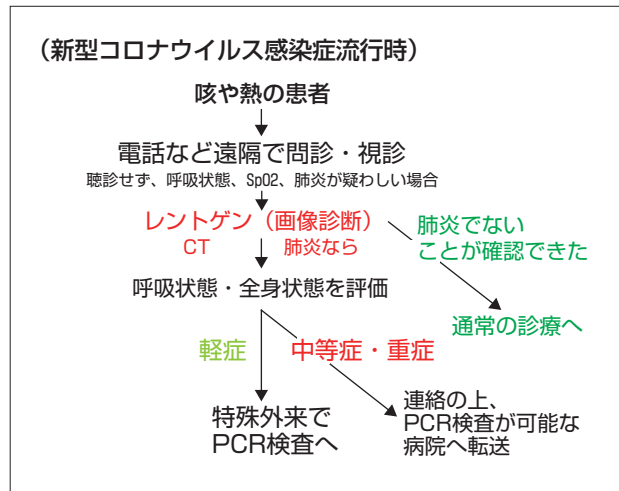 （新型コロナウイルス感染症流行時）
咳や熱の患者
電話など遠隔で問診・視診
聴診せず、呼吸状態、SpO2、肺炎が疑わしい場合
レントゲン（画像診断）
CT 肺炎なら
肺炎でない
ことが確認できた
呼吸状態・全身状態を評価
通常の診療へ
軽症 中等症・重症
特殊外来で
PCR検査へ
連絡の上、
PCR検査が可能な
病院へ転送